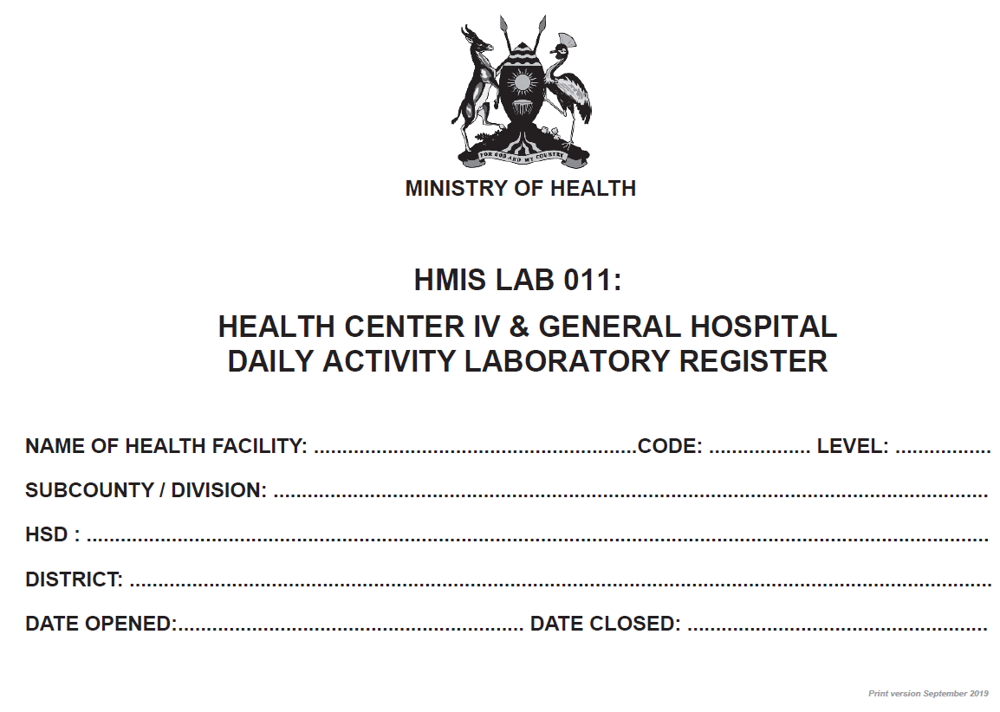 FOR GOD AND MY COUNTRY
MINISTRY OF HEALTH
HMIS LAB 011:
HEALTH CENTER IV & GENERAL HOSPITAL
DAILY ACTIVITY LABORATORY REGISTER
NAME OF HEALTH FACILITY: .........................................................CODE: .................. LEVEL: .................
SUBCOUNTY / DIVISION: ..............................................................................................................................
HSD : ...............................................................................................................................................................
DISTRICT: ........................................................................................................................................................
DATE OPENED:............................................................. DATE CLOSED: .....................................................
Print version September 2019